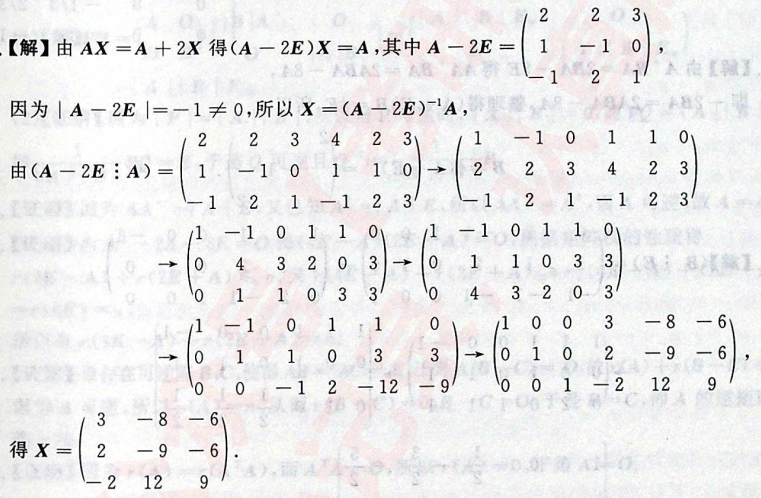 【解】由 AX = A + 2X 得(A − 2E)X = A,其中 A − 2E = \begin{pmatrix} 2 & 2 & 3 \\ 1 & -1 & 0 \\ -1 & 2 & 1 \end{pmatrix},
因为 | A − 2E | = −1 ≠ 0,所以 X = (A − 2E)^{-1}A,
由(A − 2E ⋮ A) = \begin{pmatrix} 2 & 2 & 3 & 4 & 2 & 3 \\ 1 & -1 & 0 & 1 & 1 & 0 \\ -1 & 2 & 1 & -1 & 2 & 3 \end{pmatrix} → \begin{pmatrix} 1 & -1 & 0 & 1 & 1 & 0 \\ 2 & 2 & 3 & 4 & 2 & 3 \\ -1 & 2 & 1 & -1 & 2 & 3 \end{pmatrix}
→ \begin{pmatrix} 1 & -1 & 0 & 1 & 1 & 0 \\ 0 & 4 & 3 & 2 & 0 & 3 \\ 0 & 1 & 1 & 0 & 3 & 3 \end{pmatrix} → \begin{pmatrix} 1 & -1 & 0 & 1 & 1 & 0 \\ 0 & 1 & 1 & 0 & 3 & 3 \\ 0 & 4 & 3 & 2 & 0 & 3 \end{pmatrix}
→ \begin{pmatrix} 1 & -1 & 0 & 1 & 1 & 0 \\ 0 & 1 & 1 & 0 & 3 & 3 \\ 0 & 0 & -1 & 2 & -12 & -9 \end{pmatrix} → \begin{pmatrix} 1 & 0 & 0 & 3 & -8 & -6 \\ 0 & 1 & 0 & 2 & -9 & -6 \\ 0 & 0 & 1 & -2 & 12 & 9 \end{pmatrix},
得 X = \begin{pmatrix} 3 & -8 & -6 \\ 2 & -9 & -6 \\ -2 & 12 & 9 \end{pmatrix}.